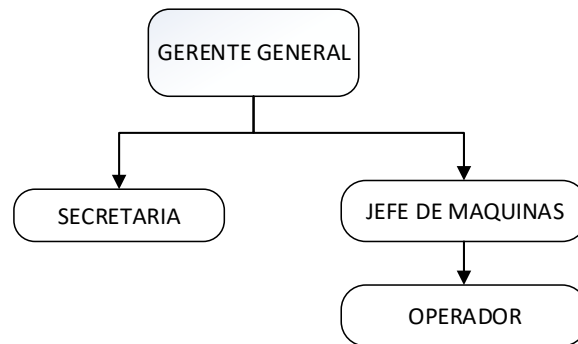 GERENTE GENERAL
SECRETARIA
JEFE DE MAQUINAS
OPERADOR